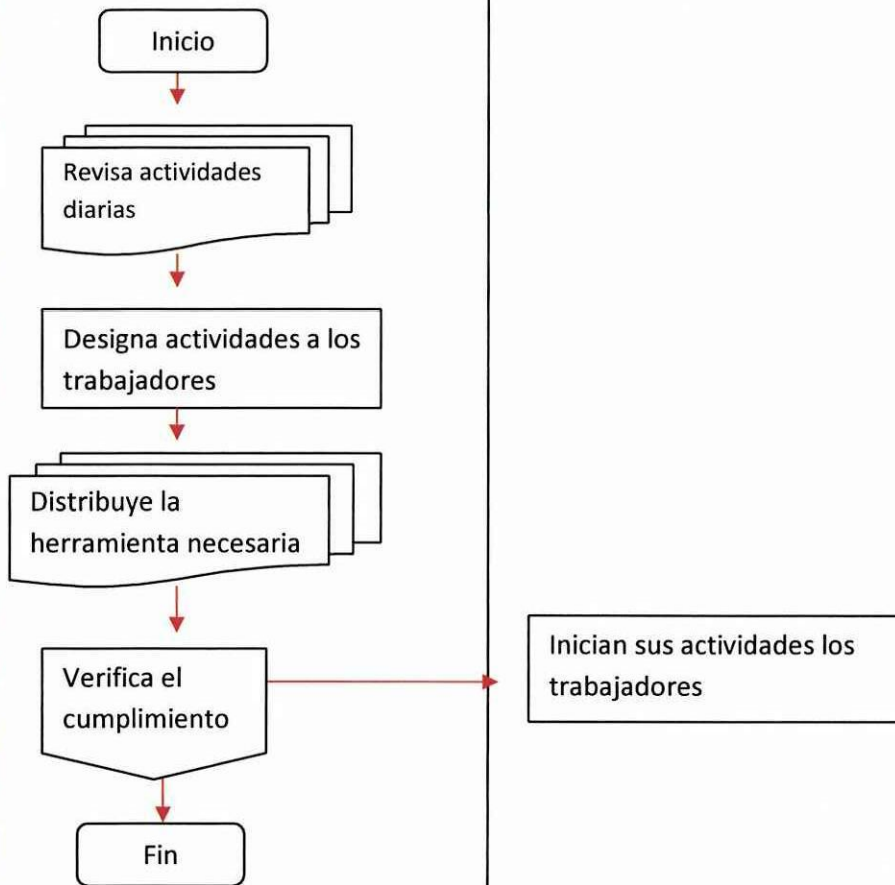 Inicio
Revisa actividades
diarias
Designa actividades a los
trabajadores
Distribuye la
herramienta necesaria
Verifica el
cumplimiento
Inician sus actividades los
trabajadores
Fin